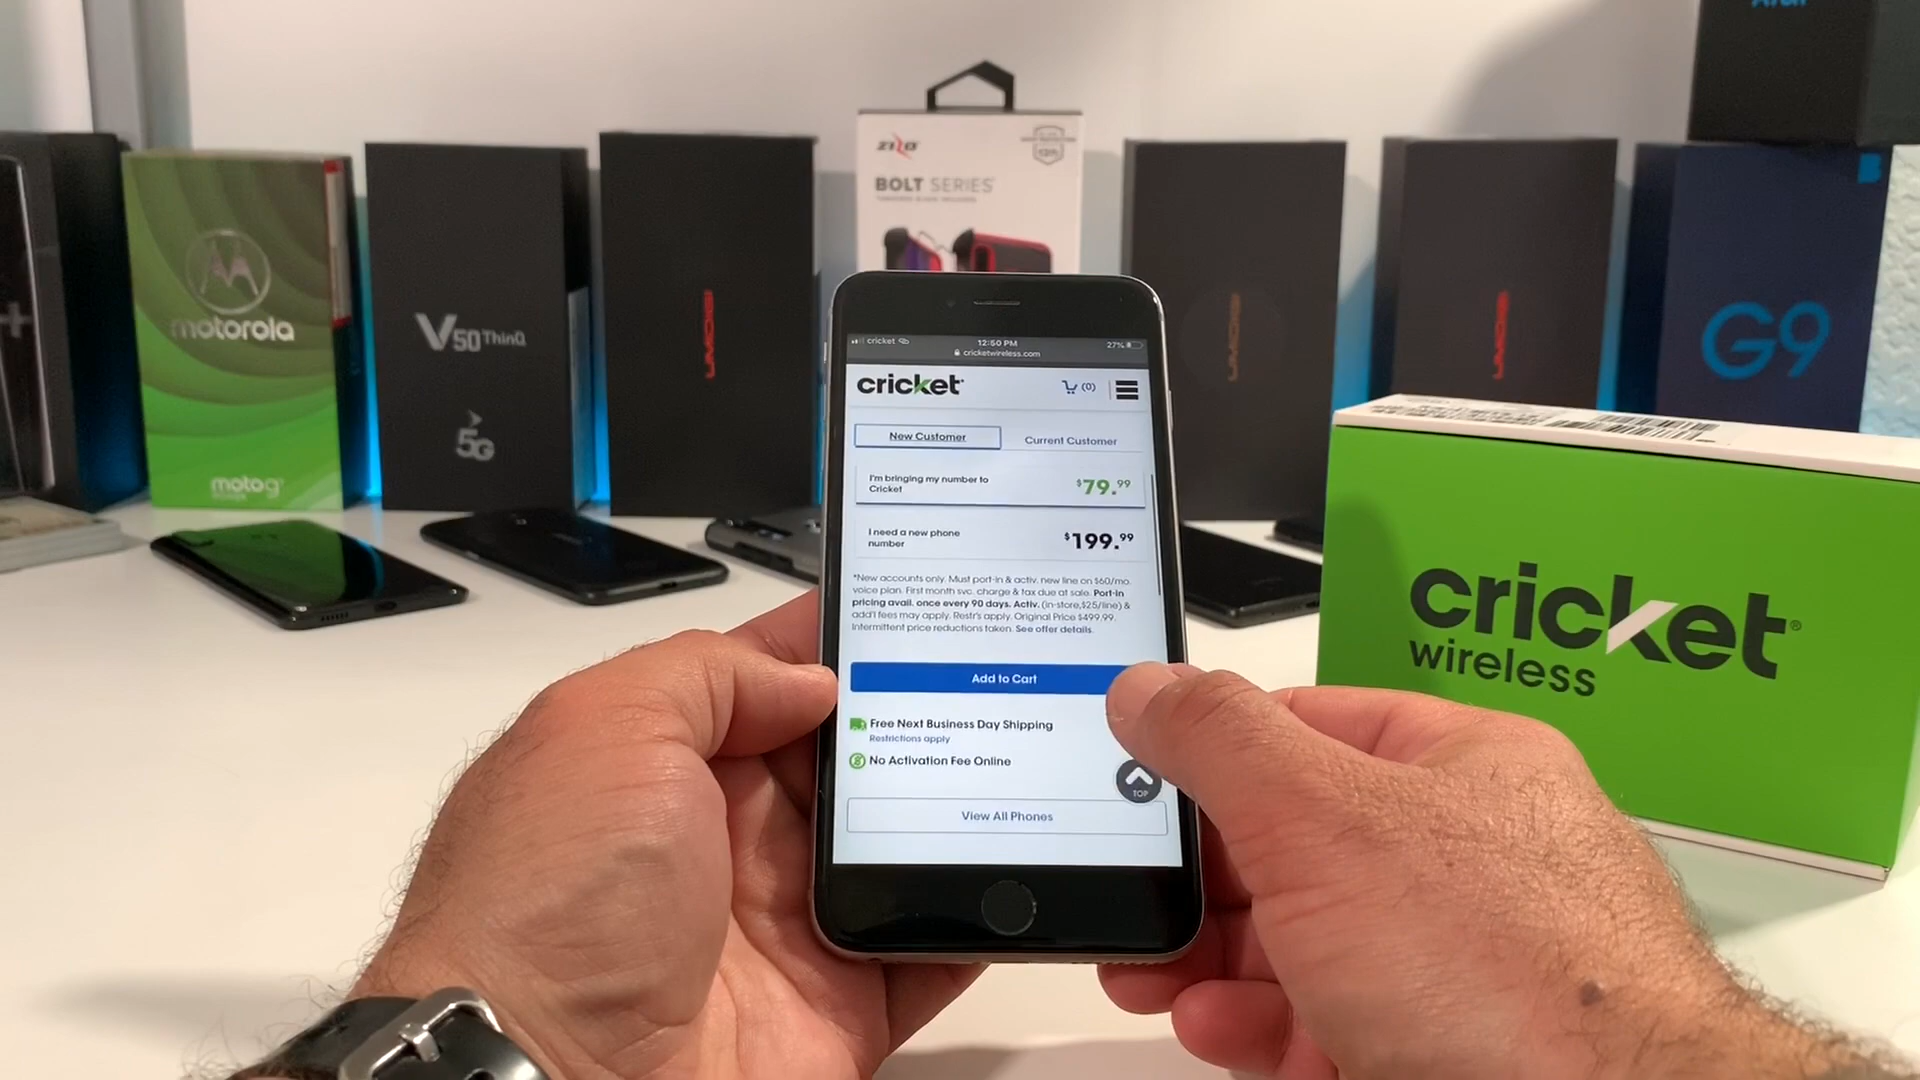 motorola
moto g
V50 ThinQ
5G
UMIDIGI
ZIZO
BOLT SERIES
UMIDIGI
UMIDIGI
G9
cricket
12:50 PM
27%
cricketwireless.com
cricket
(0)
New Customer
Current Customer
I'm bringing my number to
Cricket
$79.99
I need a new phone
number
$199.99
*New accounts only. Must port-in & activ. new line on $60/mo.
voice plan. First month svc. charge & tax due at sale. Port-in
pricing avail. once every 90 days. Activ. (in-store,$25/line) &
add'l fees may apply. Restr's apply. Original Price $499.99.
Intermittent price reductions taken. See offer details.
Add to Cart
Free Next Business Day Shipping
Restrictions apply
No Activation Fee Online
TOP
View All Phones
cricket®
wireless